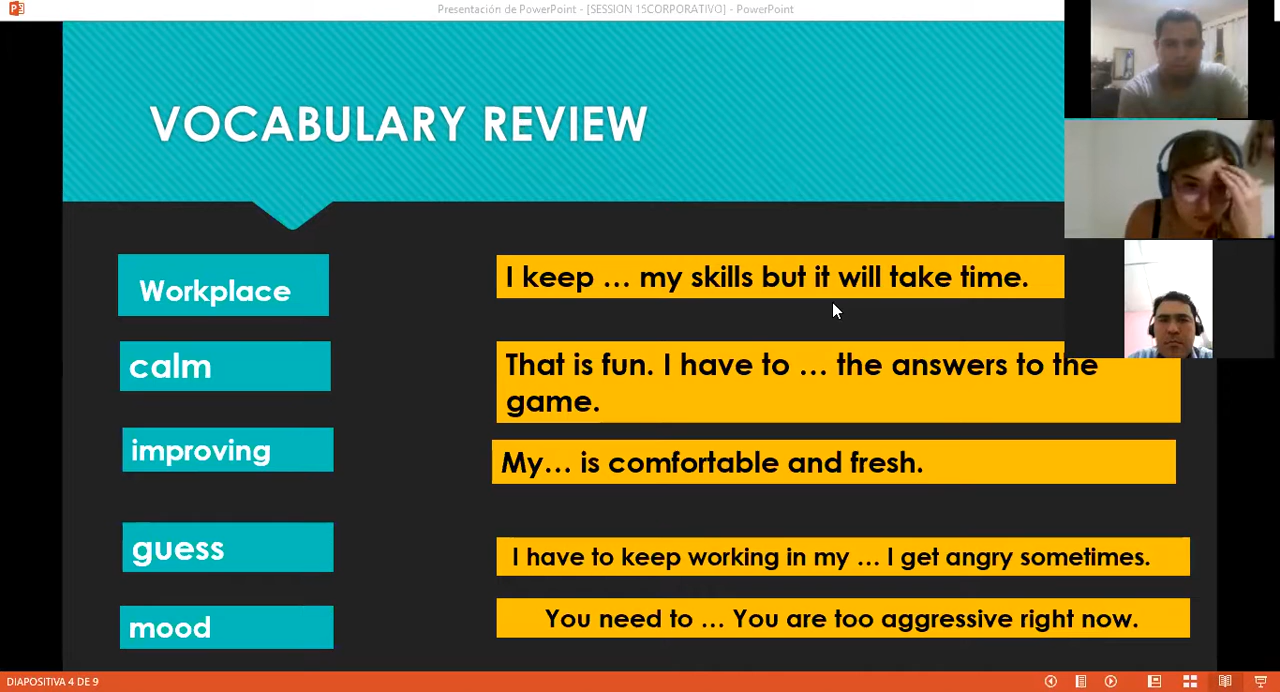 Presentación de PowerPoint - [SESSION 15CORPORATIVO] - PowerPoint
VOCABULARY REVIEW
Workplace
calm
improving
guess
mood
I keep … my skills but it will take time.
That is fun. I have to … the answers to the
game.
My… is comfortable and fresh.
I have to keep working in my … I get angry sometimes.
You need to … You are too aggressive right now.
DIAPOSITIVA 4 DE 9